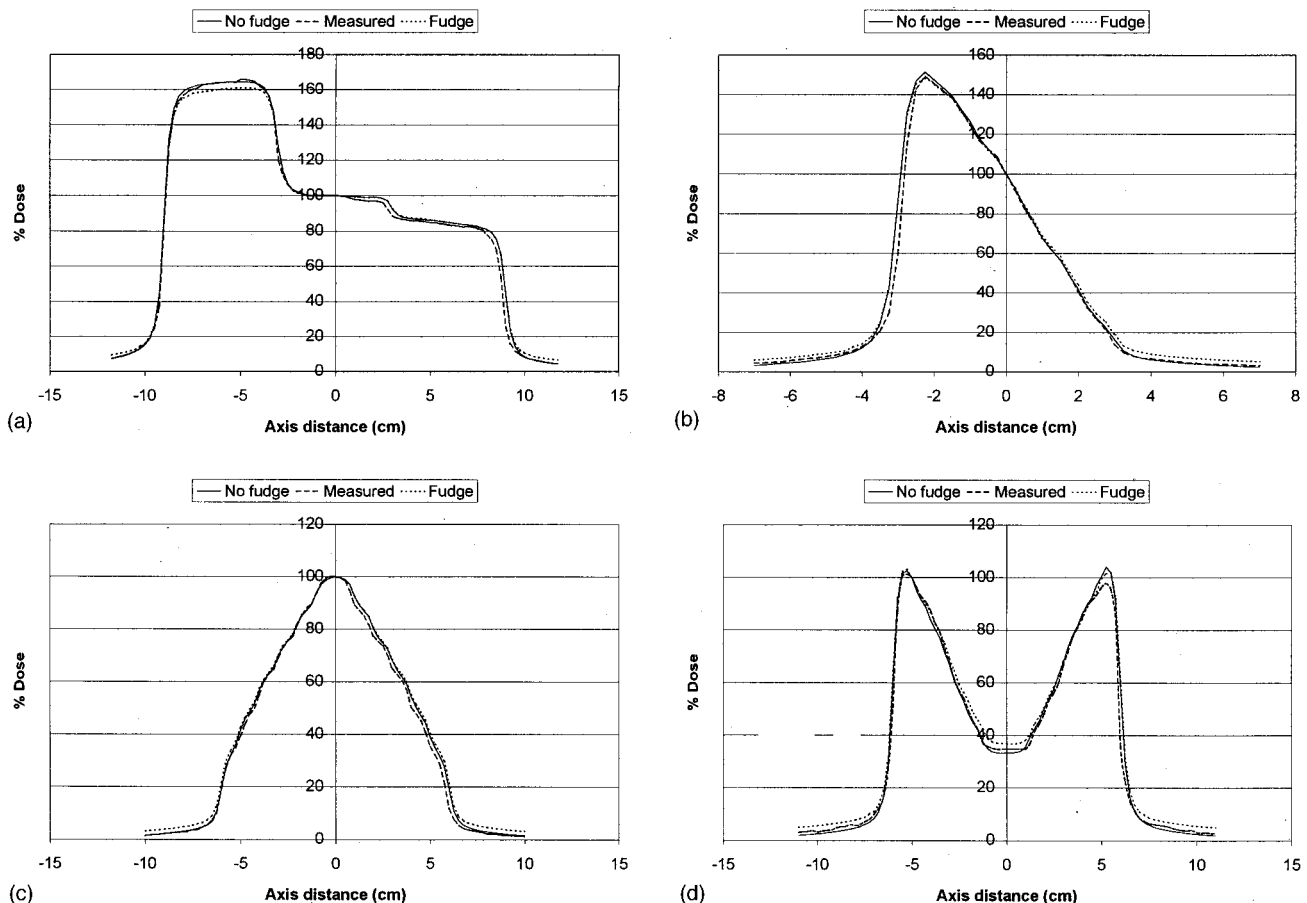 No fudge Measured Fudge
180
160
140
120
100
80
60
40
20
0
% Dose
-15 -10 -5 0 5 10 15
Axis distance (cm)
(a)
No fudge Measured Fudge
160
140
120
100
80
60
40
20
0
% Dose
-8 -6 -4 -2 0 2 4 6 8
Axis distance (cm)
(b)
No fudge Measured Fudge
120
100
80
60
40
20
0
% Dose
-15 -10 -5 0 5 10 15
Axis distance (cm)
(c)
No fudge Measured Fudge
120
100
80
60
40
20
0
% Dose
-15 -10 -5 0 5 10 15
Axis distance (cm)
(d)